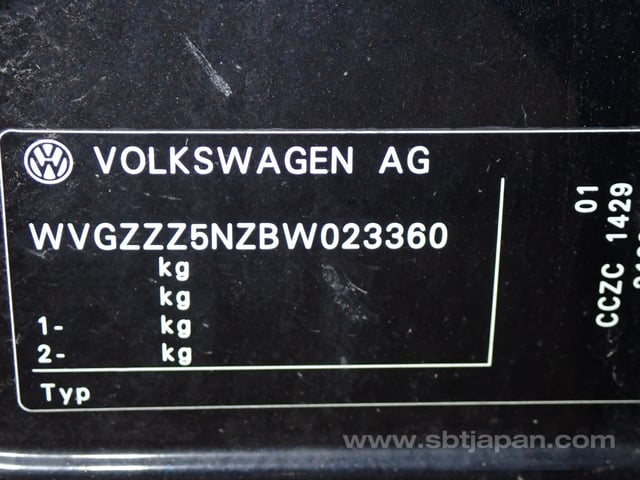 VOLKSWAGEN AG
WVGZZZ5NZBW023360
kg
kg
1- kg
2- kg
Typ
01
CCZC 1429
www.sbtjapan.com